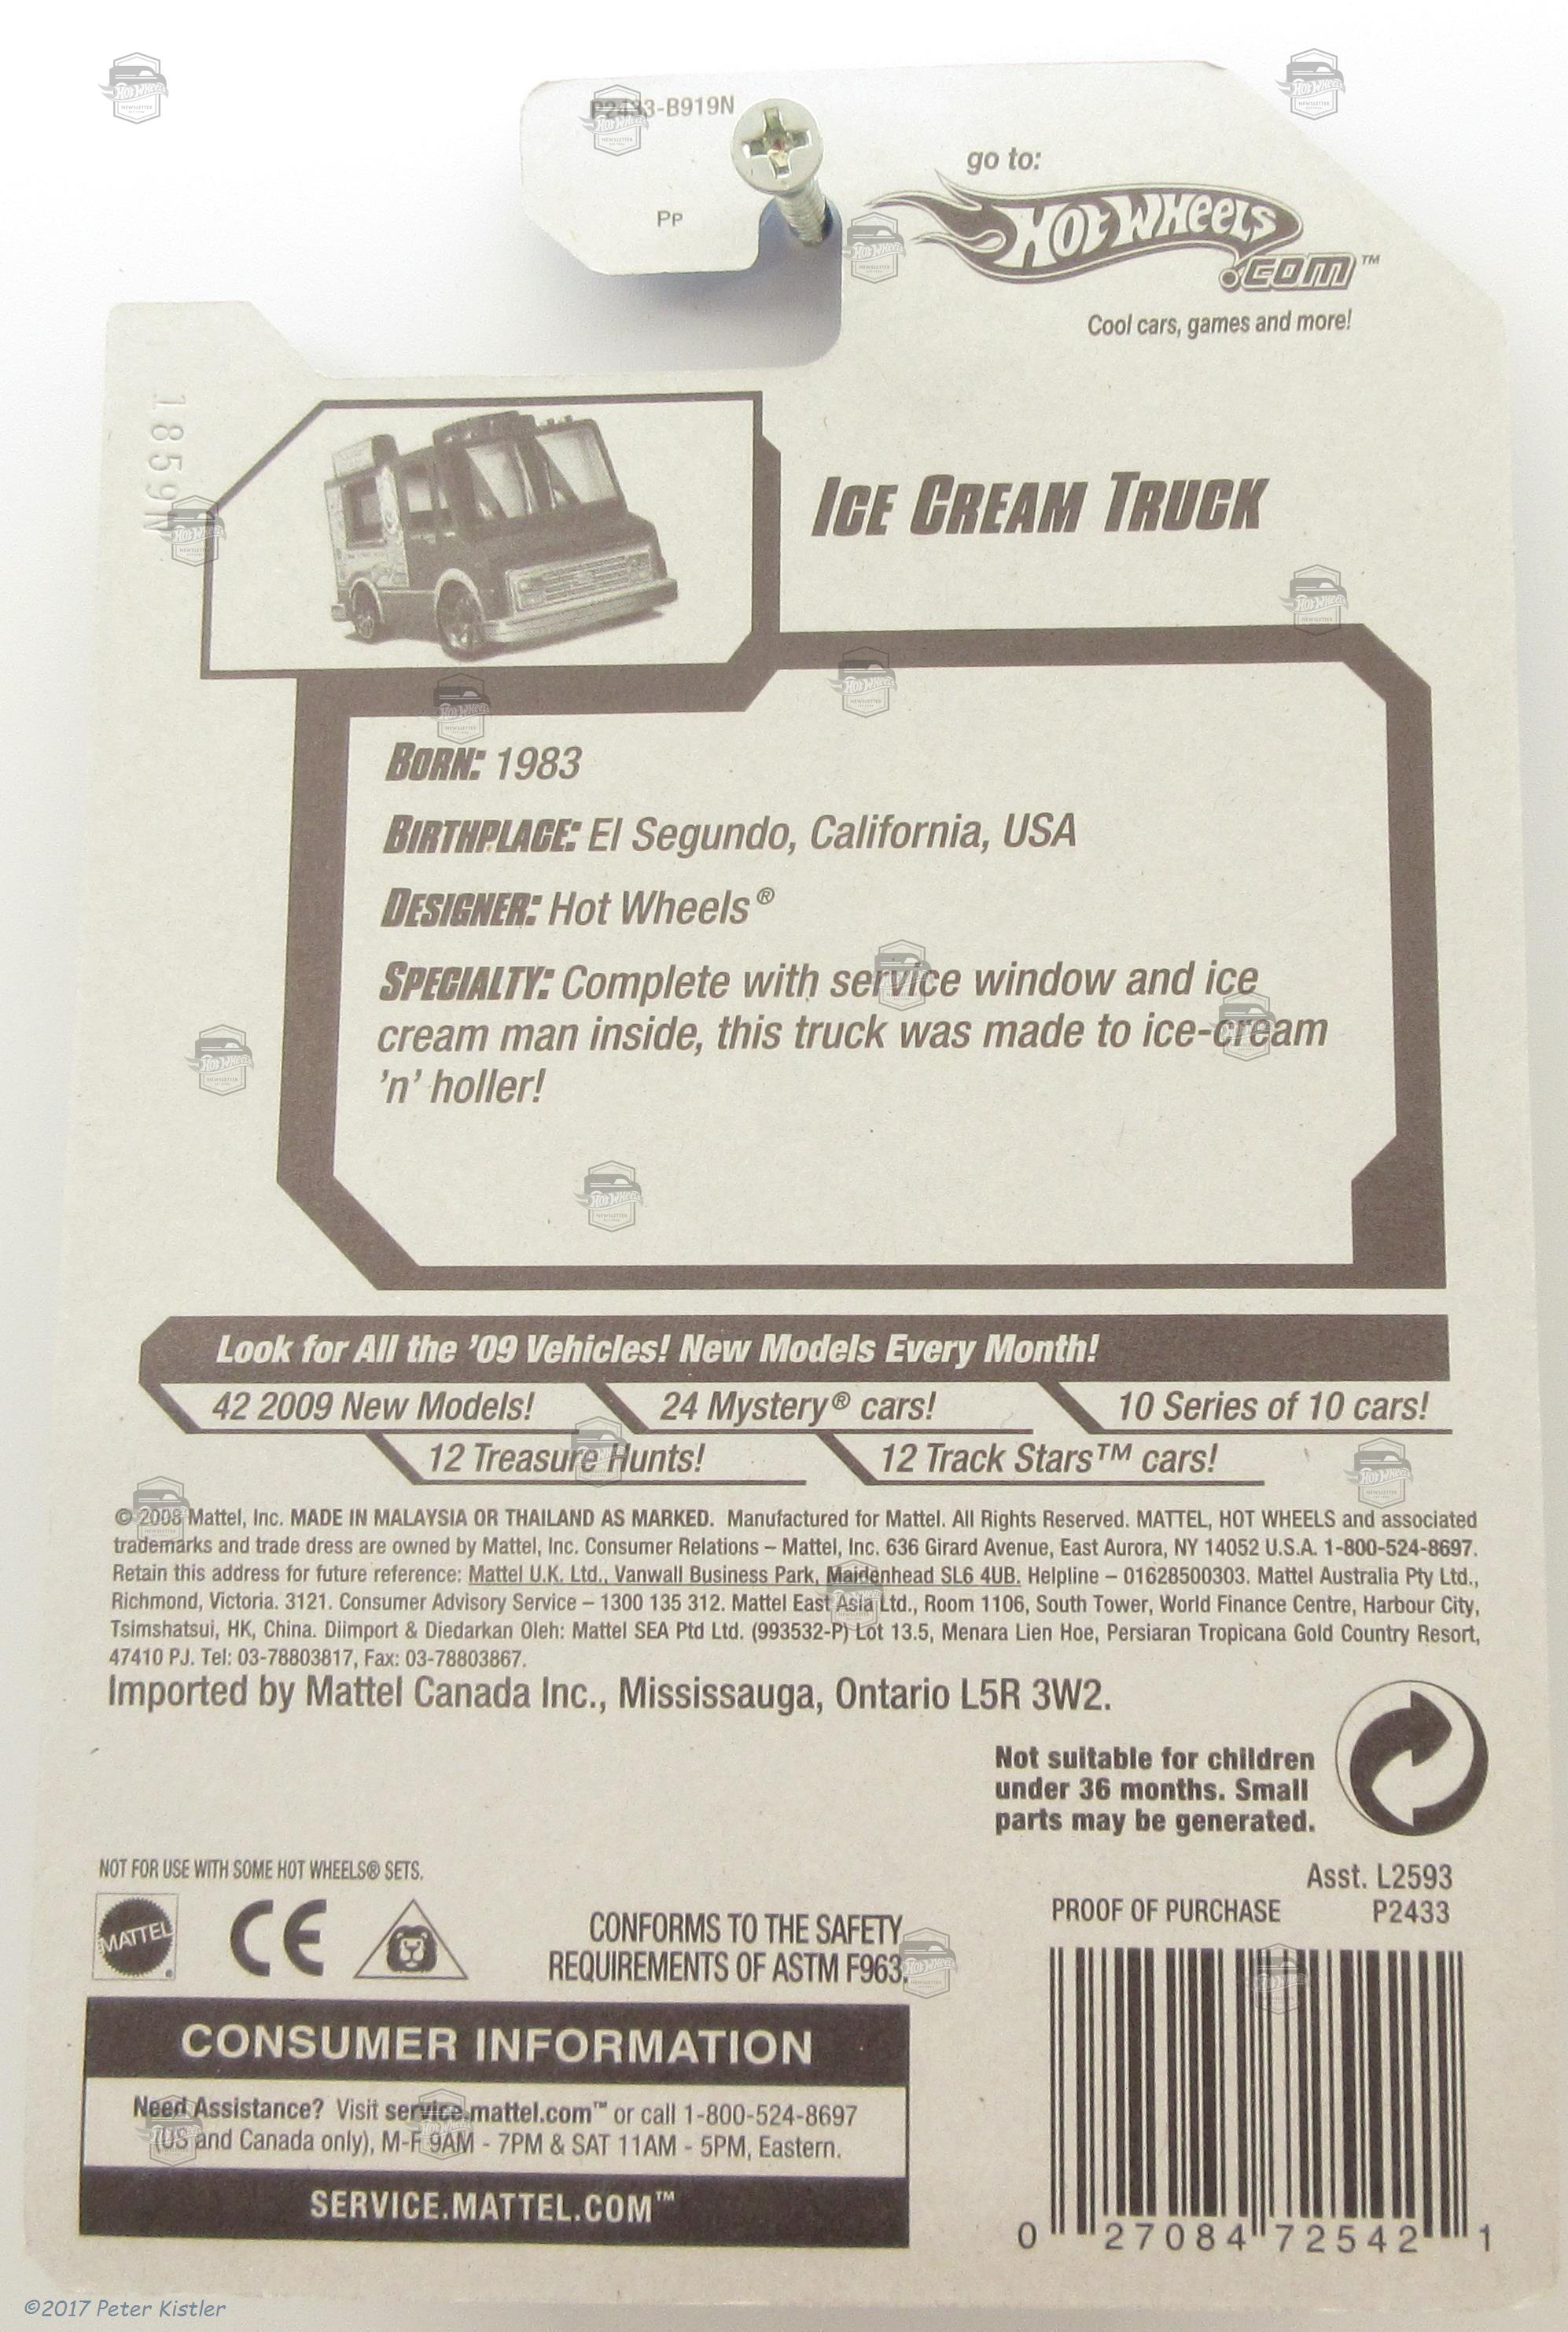 P2433-B919N
Pp
go to:
Hot Wheels
.com™
Cool cars, games and more!
1859N
ICE CREAM TRUCK
BORN: 1983
BIRTHPLACE: El Segundo, California, USA
DESIGNER: Hot Wheels®
SPECIALTY: Complete with service window and ice
cream man inside, this truck was made to ice-cream
’n’ holler!
Look for All the ’09 Vehicles! New Models Every Month!
42 2009 New Models! 24 Mystery® cars! 10 Series of 10 cars!
12 Treasure Hunts! 12 Track Stars™ cars!
© 2008 Mattel, Inc. MADE IN MALAYSIA OR THAILAND AS MARKED. Manufactured for Mattel. All Rights Reserved. MATTEL, HOT WHEELS and associated
trademarks and trade dress are owned by Mattel, Inc. Consumer Relations – Mattel, Inc. 636 Girard Avenue, East Aurora, NY 14052 U.S.A. 1-800-524-8697.
Retain this address for future reference: Mattel U.K. Ltd., Vanwall Business Park, Maidenhead SL6 4UB. Helpline – 01628500303. Mattel Australia Pty Ltd.,
Richmond, Victoria. 3121. Consumer Advisory Service – 1300 135 312. Mattel East Asia Ltd., Room 1106, South Tower, World Finance Centre, Harbour City,
Tsimshatsui, HK, China. Diimport & Diedarkan Oleh: Mattel SEA Ptd Ltd. (993532-P) Lot 13.5, Menara Lien Hoe, Persiaran Tropicana Gold Country Resort,
47410 PJ. Tel: 03-78803817, Fax: 03-78803867.
Imported by Mattel Canada Inc., Mississauga, Ontario L5R 3W2.
Not suitable for children
under 36 months. Small
parts may be generated.
NOT FOR USE WITH SOME HOT WHEELS® SETS.
Asst. L2593
PROOF OF PURCHASE P2433
MATTEL
CE
CONFORMS TO THE SAFETY
REQUIREMENTS OF ASTM F963.
CONSUMER INFORMATION
Need Assistance? Visit service.mattel.com™ or call 1-800-524-8697
(US and Canada only), M-F 9AM - 7PM & SAT 11AM - 5PM, Eastern.
SERVICE.MATTEL.COM™
0 27084 72542 1
©2017 Peter Kistler
Hot Wheels
NEWSLETTER